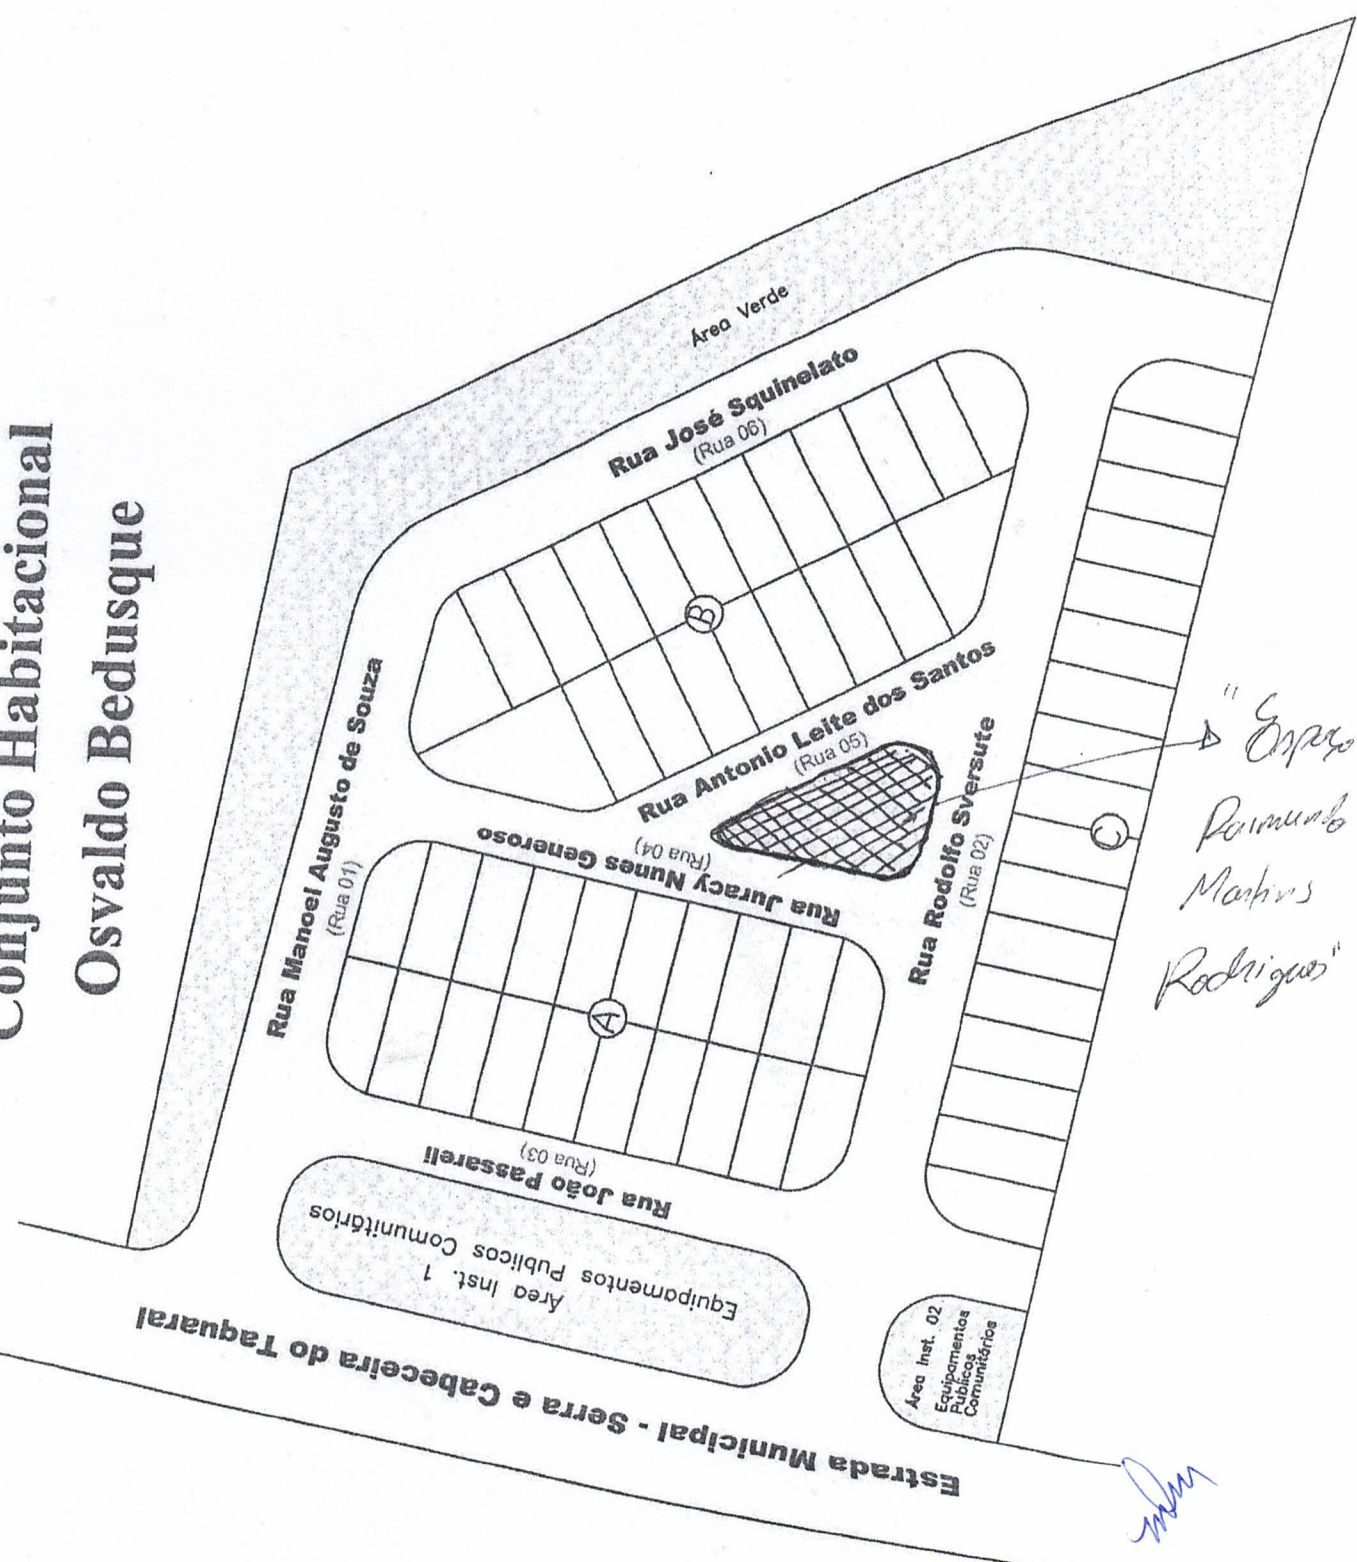 Conjunto Habitacional
Osvaldo Bedusque
Área Verde
Rua José Squinelato
(Rua 06)
B
Rua Manoel Augusto de Souza
(Rua 01)
Rua Antonio Leite dos Santos
(Rua 05)
Rua Juracy Nunes Generoso
(Rua 04)
Rua Rodolfo Sversute
(Rua 02)
C
"Espaço
Raimundo
Martins
Rodrigues"
A
Rua João Passareli
(Rua 03)
Área Inst. 1
Equipamentos Publicos Comunitários
Área Inst. 02
Equipamentos
Publicos
Comunitários
Estrada Municipal - Serra e Cabeceira do Taquaral